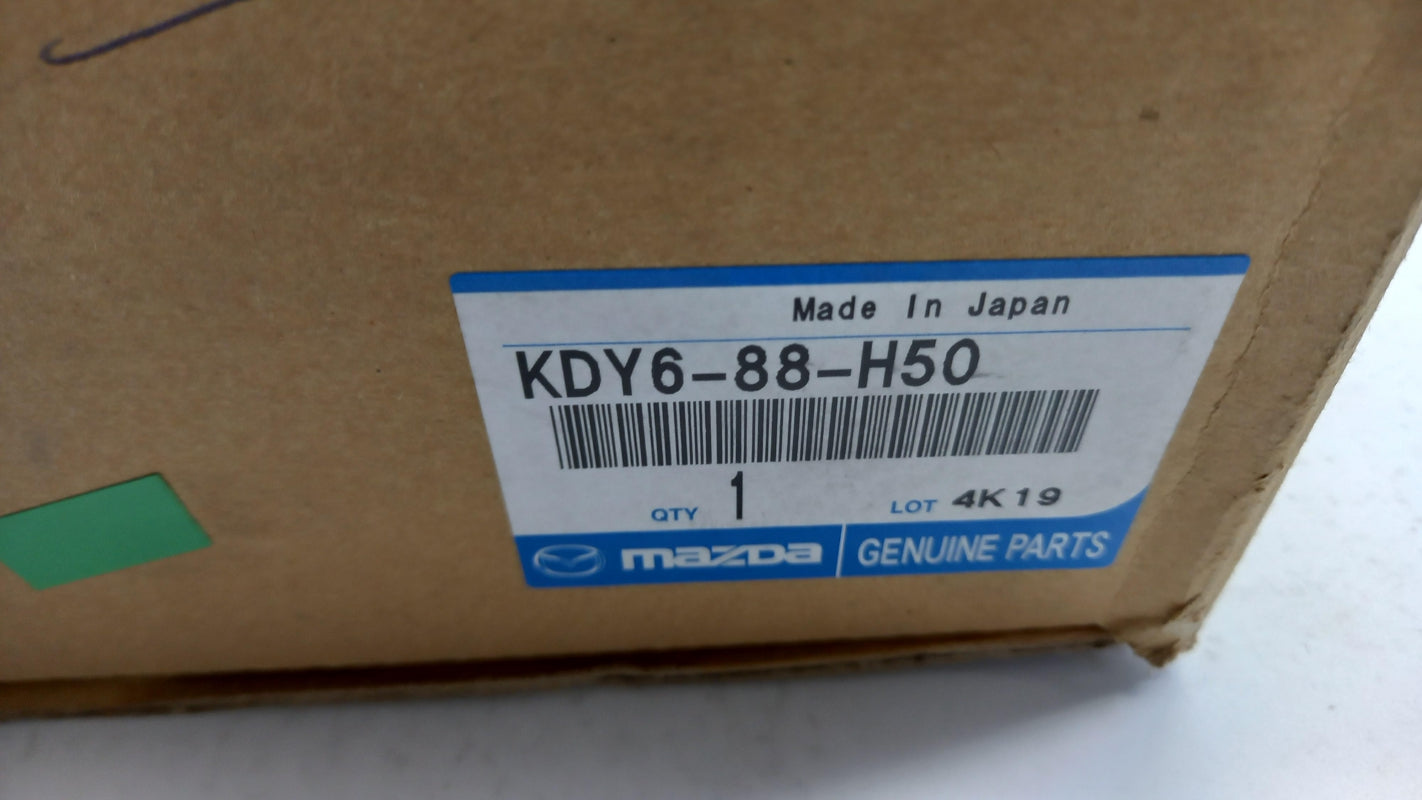 Made In Japan
KDY6-88-H50
QTY 1 LOT 4K19
mazda GENUINE PARTS